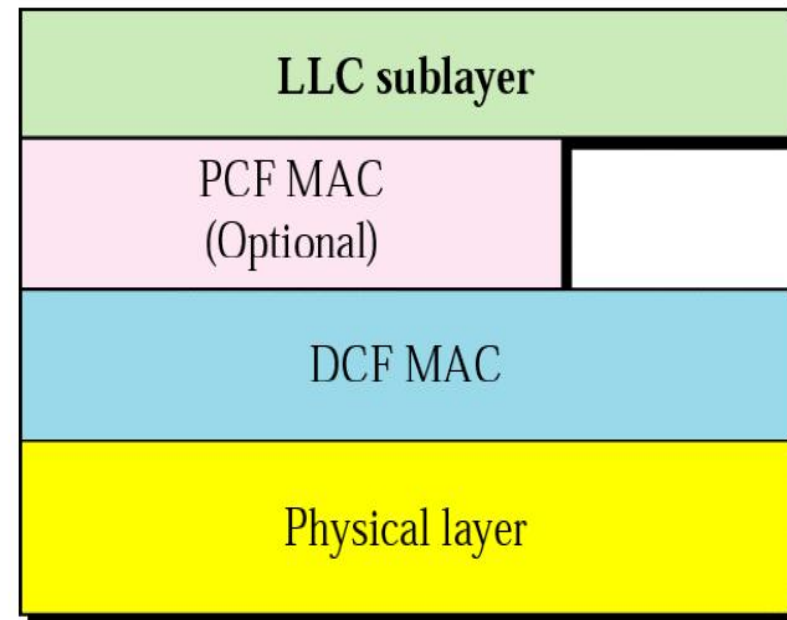 LLC sublayer
PCF MAC
(Optional)
DCF MAC
Physical layer